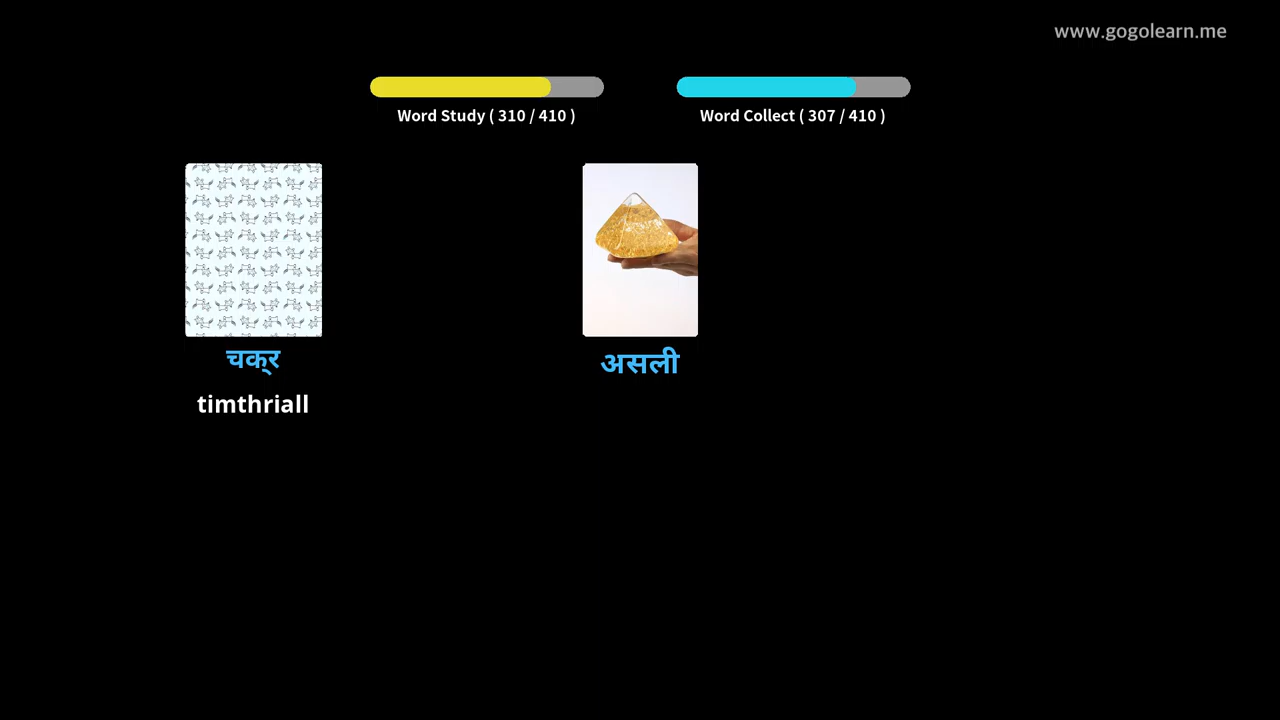 www.gogolearn.me
Word Study ( 310 / 410 )
Word Collect ( 307 / 410 )
चक्र
timthriall
असली